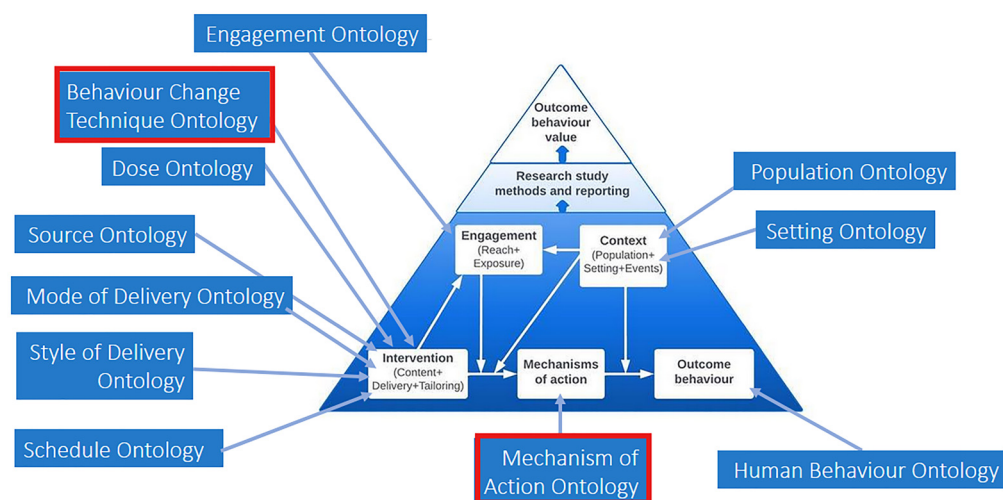 Engagement Ontology
Behaviour Change
Technique Ontology
Dose Ontology
Source Ontology
Mode of Delivery Ontology
Style of Delivery
Ontology
Schedule Ontology
Outcome
behaviour
value
Research study
methods and reporting
Engagement
(Reach+
Exposure)
Context
(Population+
Setting+Events)
Intervention
(Content+
Delivery+Tailoring)
Mechanisms
of action
Outcome
behaviour
Population Ontology
Setting Ontology
Mechanism of
Action Ontology
Human Behaviour Ontology